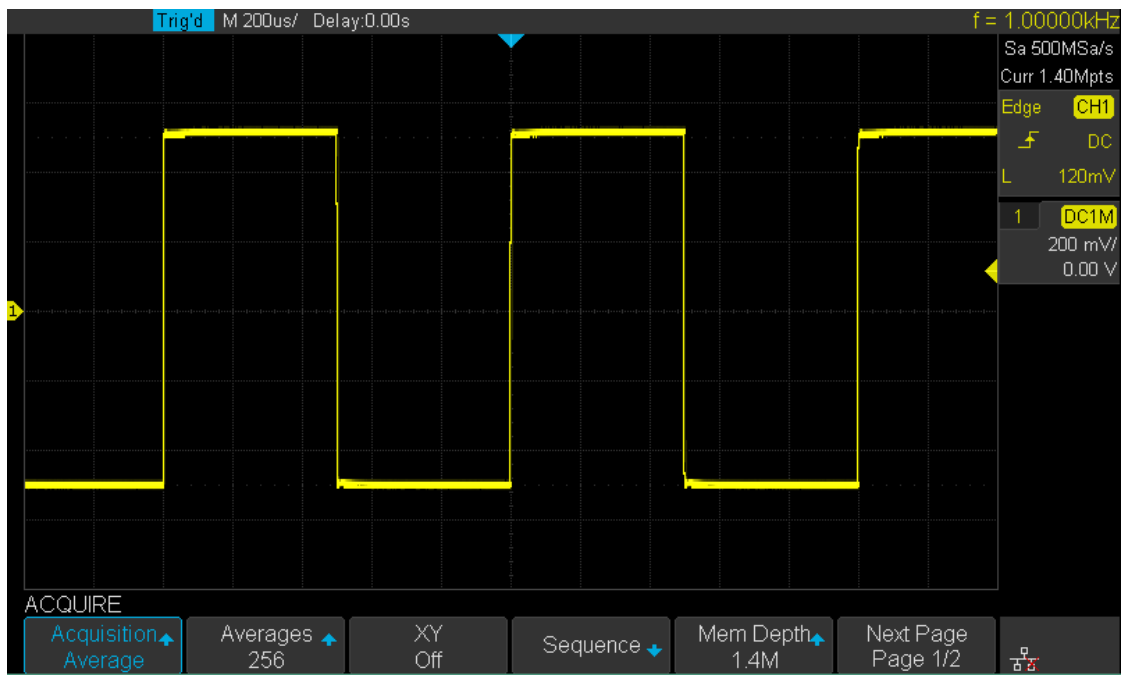 Trig'd M 200us/ Delay:0.00s f = 1.00000kHz
Sa 500MSa/s
Curr 1.40Mpts
Edge CH1
DC
L 120mV
1 DC1M
200 mV/
0.00 V
1
ACQUIRE
Acquisition Averages XY Sequence Mem Depth Next Page
Average 256 Off 1.4M Page 1/2